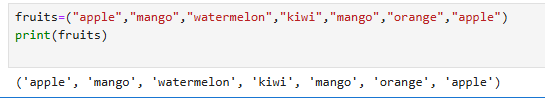 fruits=("apple","mango","watermelon","kiwi","mango","orange","apple")
print(fruits)
('apple', 'mango', 'watermelon', 'kiwi', 'mango', 'orange', 'apple')